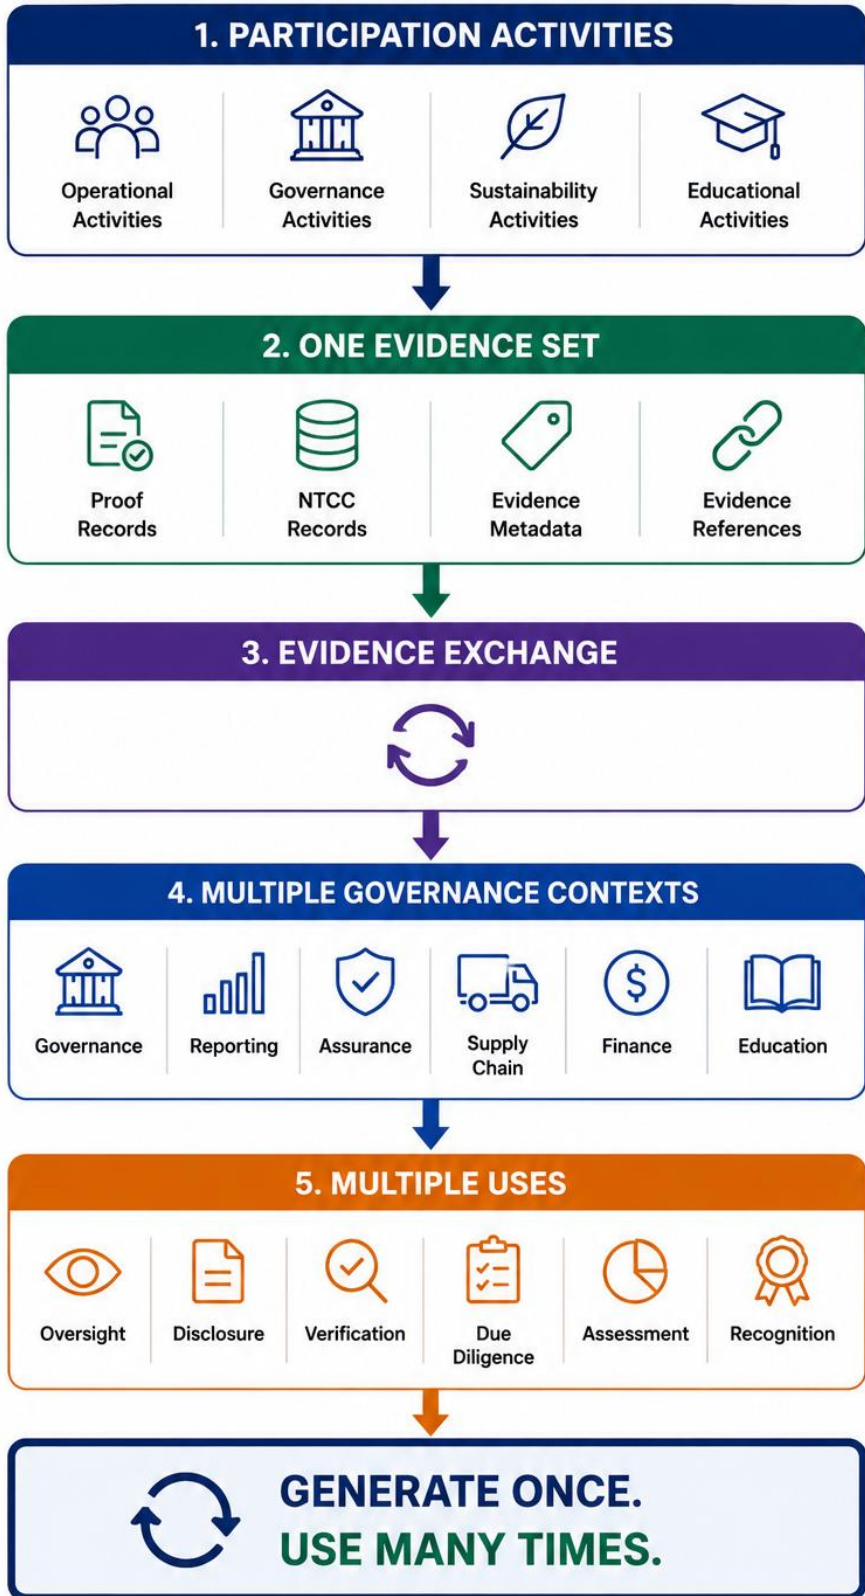 1. PARTICIPATION ACTIVITIES
Operational
Activities
Governance
Activities
Sustainability
Activities
Educational
Activities
2. ONE EVIDENCE SET
Proof
Records
NTCC
Records
Evidence
Metadata
Evidence
References
3. EVIDENCE EXCHANGE
4. MULTIPLE GOVERNANCE CONTEXTS
Governance
Reporting
Assurance
Supply
Chain
$
Finance
Education
5. MULTIPLE USES
Oversight
Disclosure
Verification
Due
Diligence
Assessment
Recognition
GENERATE ONCE.
USE MANY TIMES.